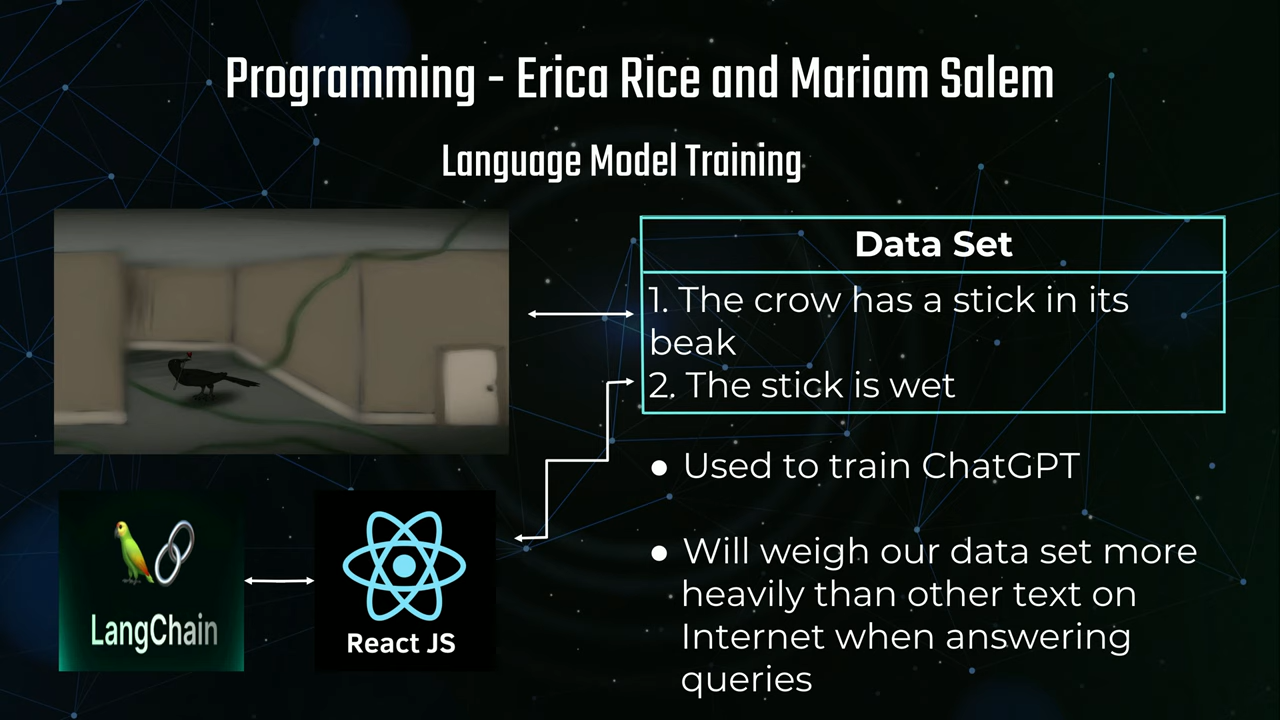 Programming - Erica Rice and Mariam Salem
Language Model Training
Data Set
1. The crow has a stick in its
beak
2. The stick is wet
● Used to train ChatGPT
● Will weigh our data set more
heavily than other text on
Internet when answering
queries
LangChain
React JS